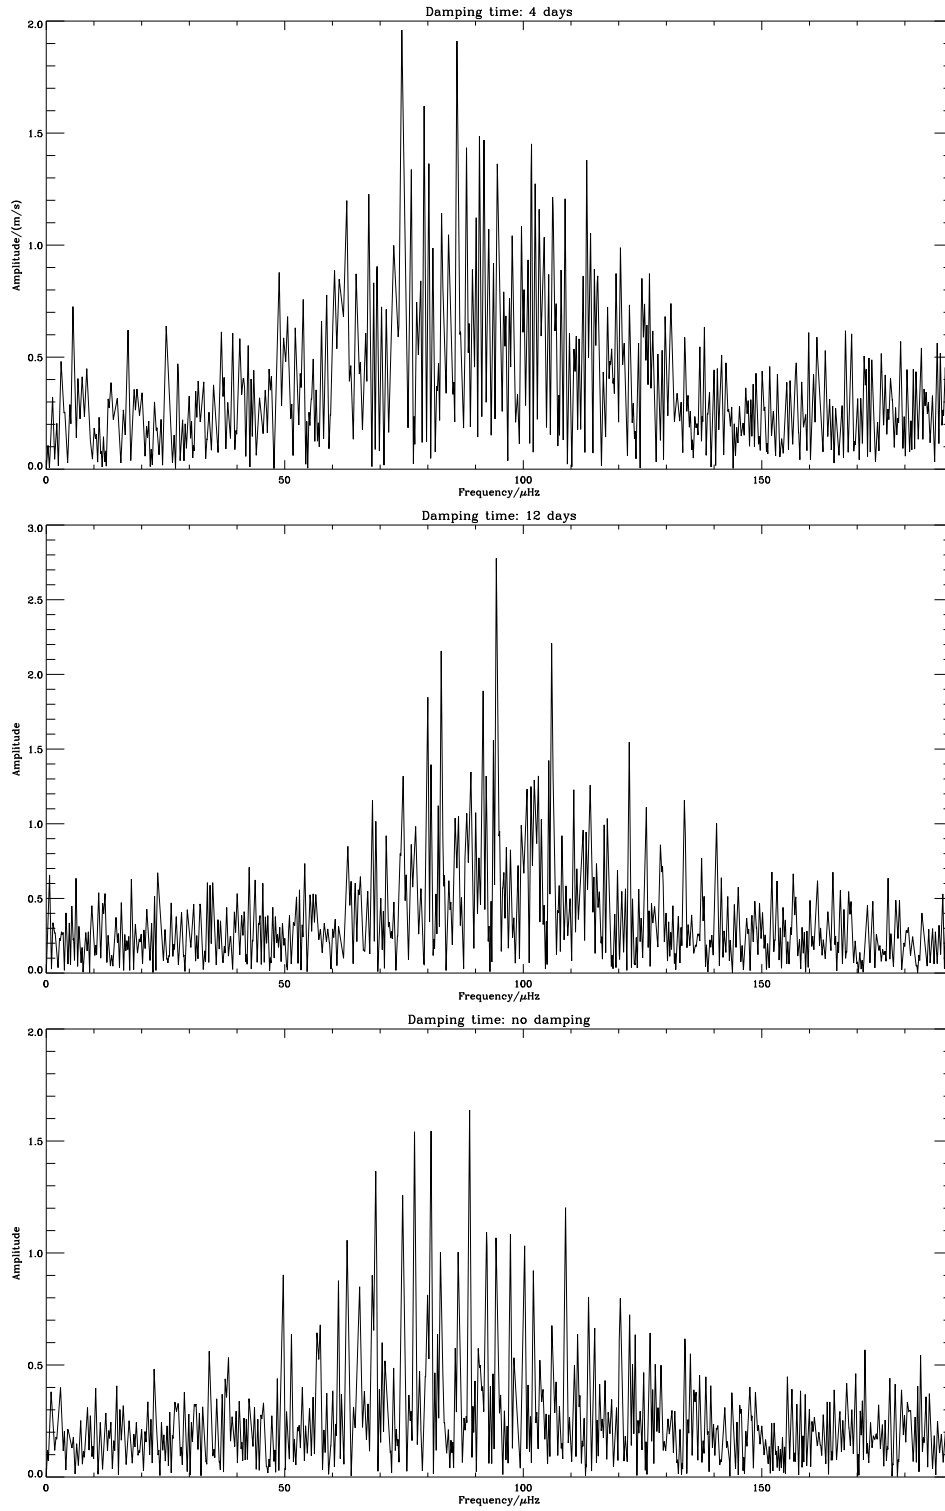 Damping time: 4 days
2.0
1.5
1.0
0.5
0.0
Amplitude/(m/s)
0 50 100 150
Frequency/μHz
Damping time: 12 days
3.0
2.5
2.0
1.5
1.0
0.5
0.0
Amplitude
0 50 100 150
Frequency/μHz
Damping time: no damping
2.0
1.5
1.0
0.5
0.0
Amplitude
0 50 100 150
Frequency/μHz